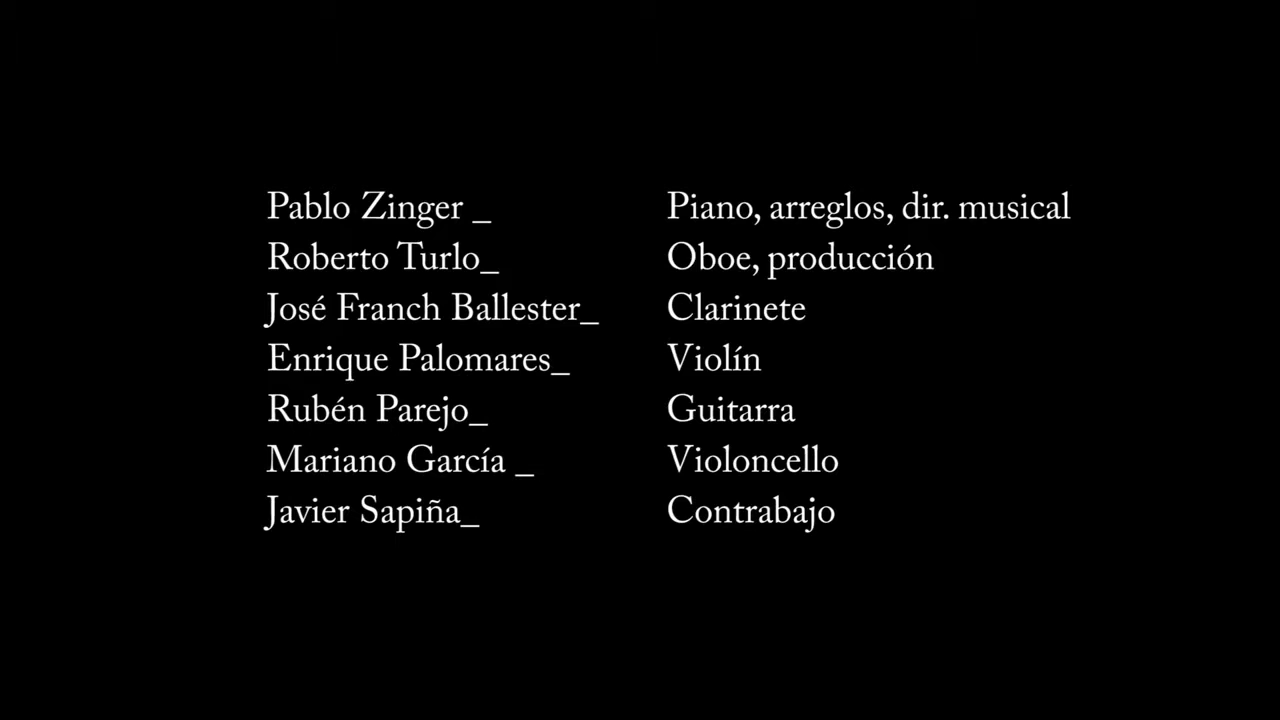 Pablo Zinger _ Piano, arreglos, dir. musical
Roberto Turlo_ Oboe, producción
José Franch Ballester_ Clarinete
Enrique Palomares_ Violín
Rubén Parejo_ Guitarra
Mariano García _ Violoncello
Javier Sapiña_ Contrabajo